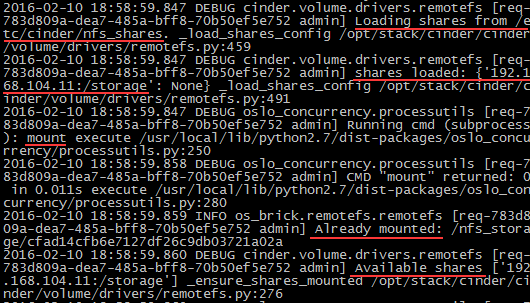 2016-02-10 18:58:59.847 DEBUG cinder.volume.drivers.remotefs [req-
783d809a-dea7-485a-bff8-70b50ef5e752 admin] Loading shares from /e
tc/cinder/nfs_shares. _load_shares_config /opt/stack/cinder/cinder
/volume/drivers/remotefs.py:459
2016-02-10 18:58:59.847 DEBUG cinder.volume.drivers.remotefs [req-
783d809a-dea7-485a-bff8-70b50ef5e752 admin] shares loaded: {'192.1
68.104.11:/storage': None} _load_shares_config /opt/stack/cinder/c
inder/volume/drivers/remotefs.py:491
2016-02-10 18:58:59.847 DEBUG oslo_concurrency.processutils [req-7
83d809a-dea7-485a-bff8-70b50ef5e752 admin] Running cmd (subprocess
): mount execute /usr/local/lib/python2.7/dist-packages/oslo_concu
rrency/processutils.py:250
2016-02-10 18:58:59.858 DEBUG oslo_concurrency.processutils [req-7
83d809a-dea7-485a-bff8-70b50ef5e752 admin] CMD "mount" returned: 0
in 0.011s execute /usr/local/lib/python2.7/dist-packages/oslo_con
currency/processutils.py:280
2016-02-10 18:58:59.859 INFO os_brick.remotefs.remotefs [req-783d8
09a-dea7-485a-bff8-70b50ef5e752 admin] Already mounted: /nfs_stora
ge/cfad14cfb6e7127df26c9db03721a02a
2016-02-10 18:58:59.860 DEBUG cinder.volume.drivers.remotefs [req-
783d809a-dea7-485a-bff8-70b50ef5e752 admin] Available shares ['192
.168.104.11:/storage'] _ensure_shares_mounted /opt/stack/cinder/ci
nder/volume/drivers/remotefs.py:276